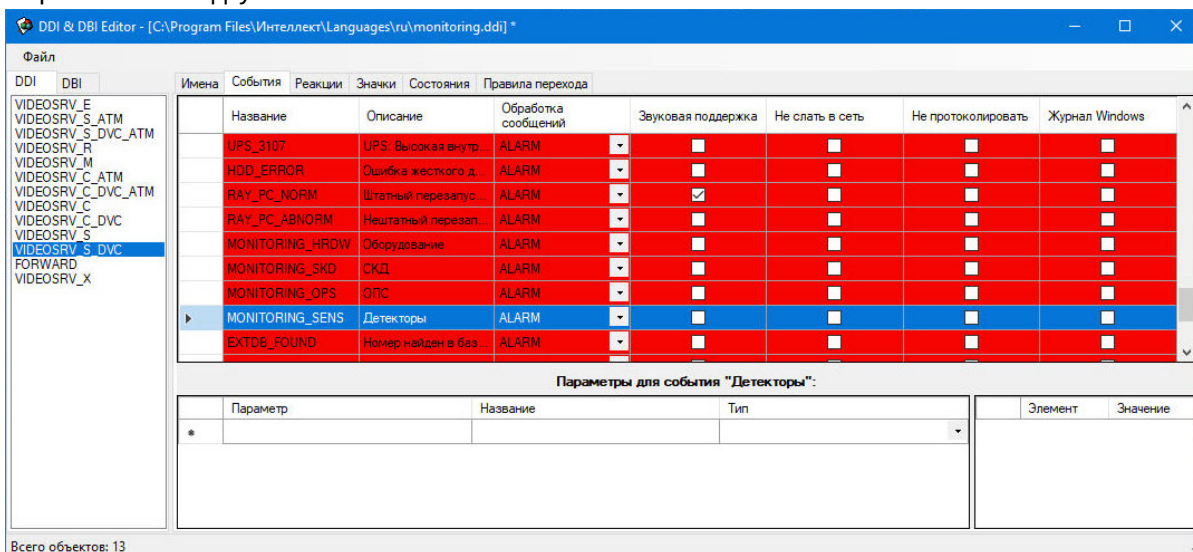 DDI & DBI Editor - [C:\Program Files\Интеллект\Languages\ru\monitoring.ddi] *
Файл
DDI DBI
Имена События Реакции Значки Состояния Правила перехода
VIDEOSRV_E
VIDEOSRV_S_ATM
VIDEOSRV_S_DVC_ATM
VIDEOSRV_R
VIDEOSRV_M
VIDEOSRV_C_ATM
VIDEOSRV_C_DVC_ATM
VIDEOSRV_C
VIDEOSRV_C_DVC
VIDEOSRV_S
VIDEOSRV_S_DVC
FORWARD
VIDEOSRV_X
Название Описание Обработка сообщений Звуковая поддержка Не слать в сеть Не протоколировать Журнал Windows
UPS_3107 UPS: Высокая внутр... ALARM
HDD_ERROR Ошибка жесткого д... ALARM
RAY_PC_NORM Штатный перезапус... ALARM
RAY_PC_ABNORM Нештатный перезап... ALARM
MONITORING_HRDW Оборудование ALARM
MONITORING_SKD СКД ALARM
MONITORING_OPS ОПС ALARM
MONITORING_SENS Детекторы ALARM
EXTDB_FOUND Номер найден в баз... ALARM
Параметры для события "Детекторы":
Параметр Название Тип
Элемент Значение
Всего объектов: 13